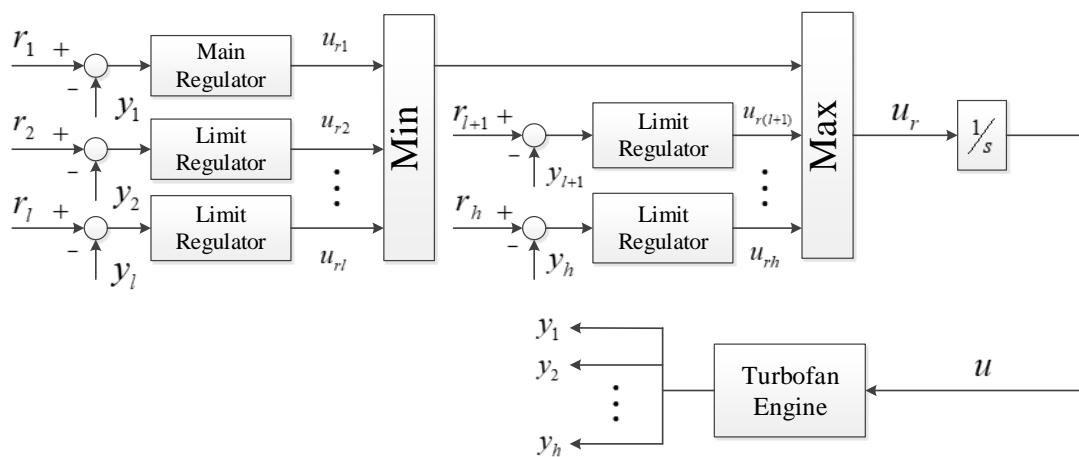 r₁ + − y₁
Main
Regulator
uᵣ₁
r₂ + − y₂
Limit
Regulator
uᵣ₂
rₗ + − yₗ
Limit
Regulator
uᵣₗ
Min
rₗ₊₁ + − yₗ₊₁
Limit
Regulator
uᵣ₍ₗ₊₁₎
rₕ + − yₕ
Limit
Regulator
uᵣₕ
Max
uᵣ
1/s
u
Turbofan
Engine
y₁
y₂
yₕ